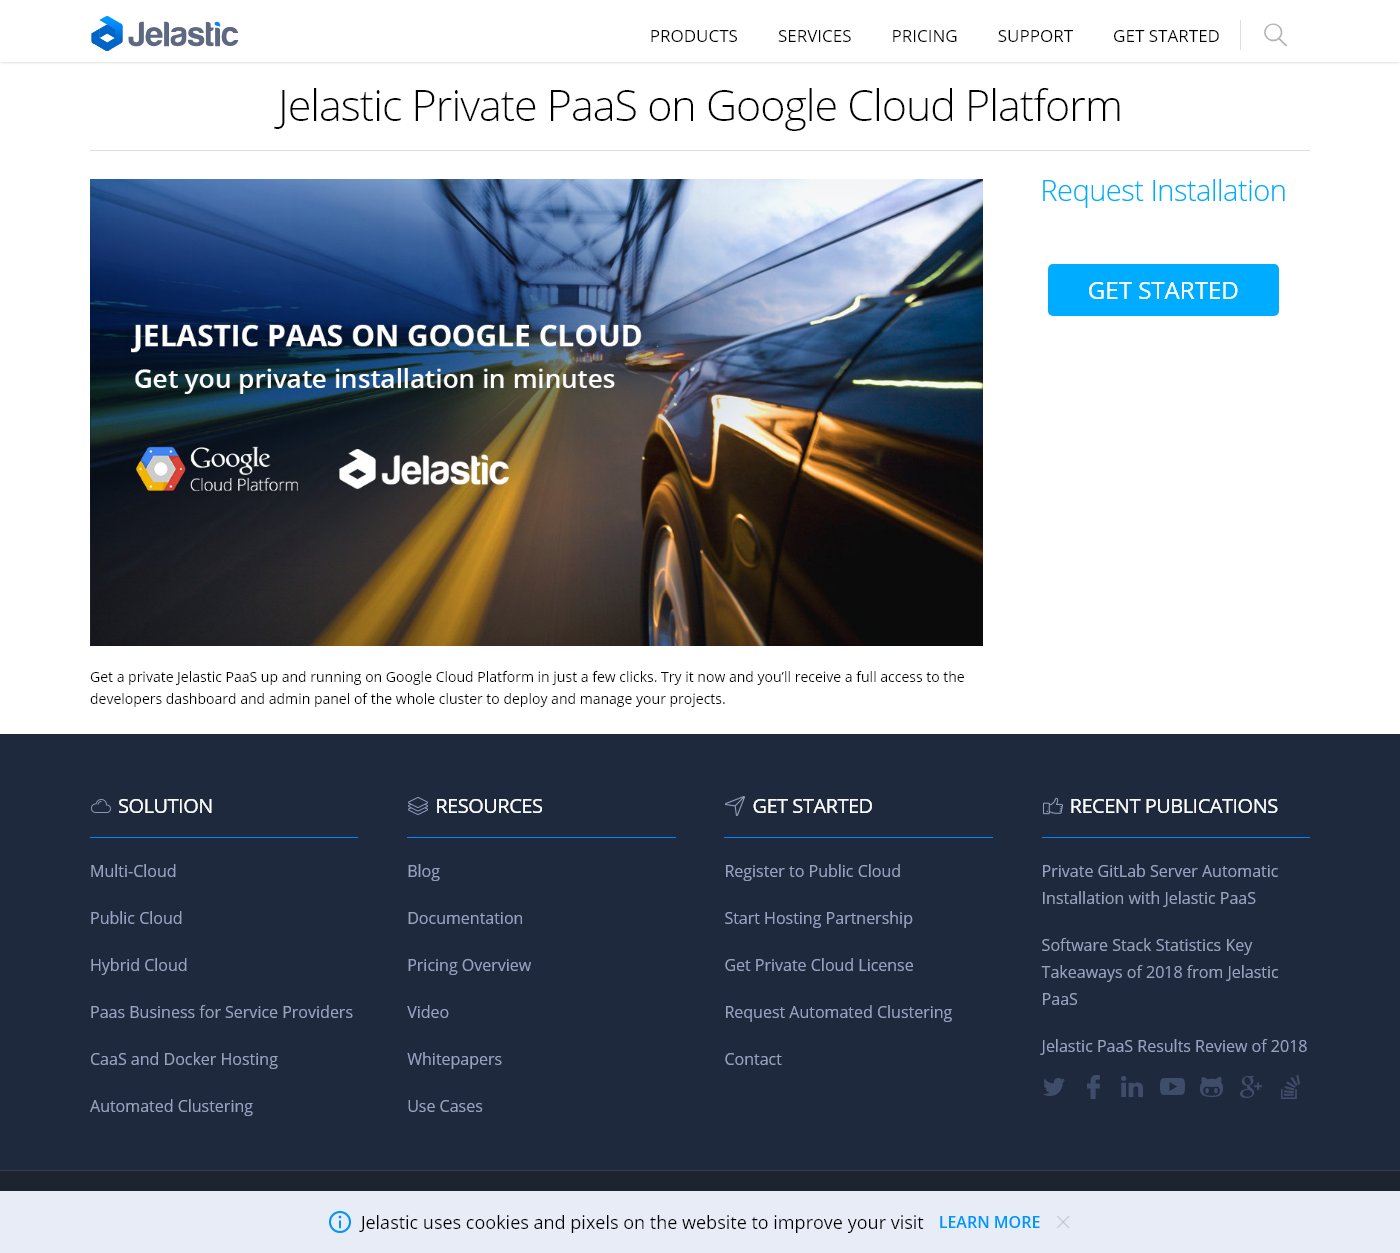 Jelastic
PRODUCTS SERVICES PRICING SUPPORT GET STARTED
Jelastic Private PaaS on Google Cloud Platform
JELASTIC PAAS ON GOOGLE CLOUD
Get you private installation in minutes
Google
Cloud Platform
Jelastic
Request Installation
GET STARTED
Get a private Jelastic PaaS up and running on Google Cloud Platform in just a few clicks. Try it now and you’ll receive a full access to the
developers dashboard and admin panel of the whole cluster to deploy and manage your projects.
SOLUTION
Multi-Cloud
Public Cloud
Hybrid Cloud
Paas Business for Service Providers
CaaS and Docker Hosting
Automated Clustering
RESOURCES
Blog
Documentation
Pricing Overview
Video
Whitepapers
Use Cases
GET STARTED
Register to Public Cloud
Start Hosting Partnership
Get Private Cloud License
Request Automated Clustering
Contact
RECENT PUBLICATIONS
Private GitLab Server Automatic
Installation with Jelastic PaaS
Software Stack Statistics Key
Takeaways of 2018 from Jelastic
PaaS
Jelastic PaaS Results Review of 2018
Jelastic uses cookies and pixels on the website to improve your visit LEARN MORE